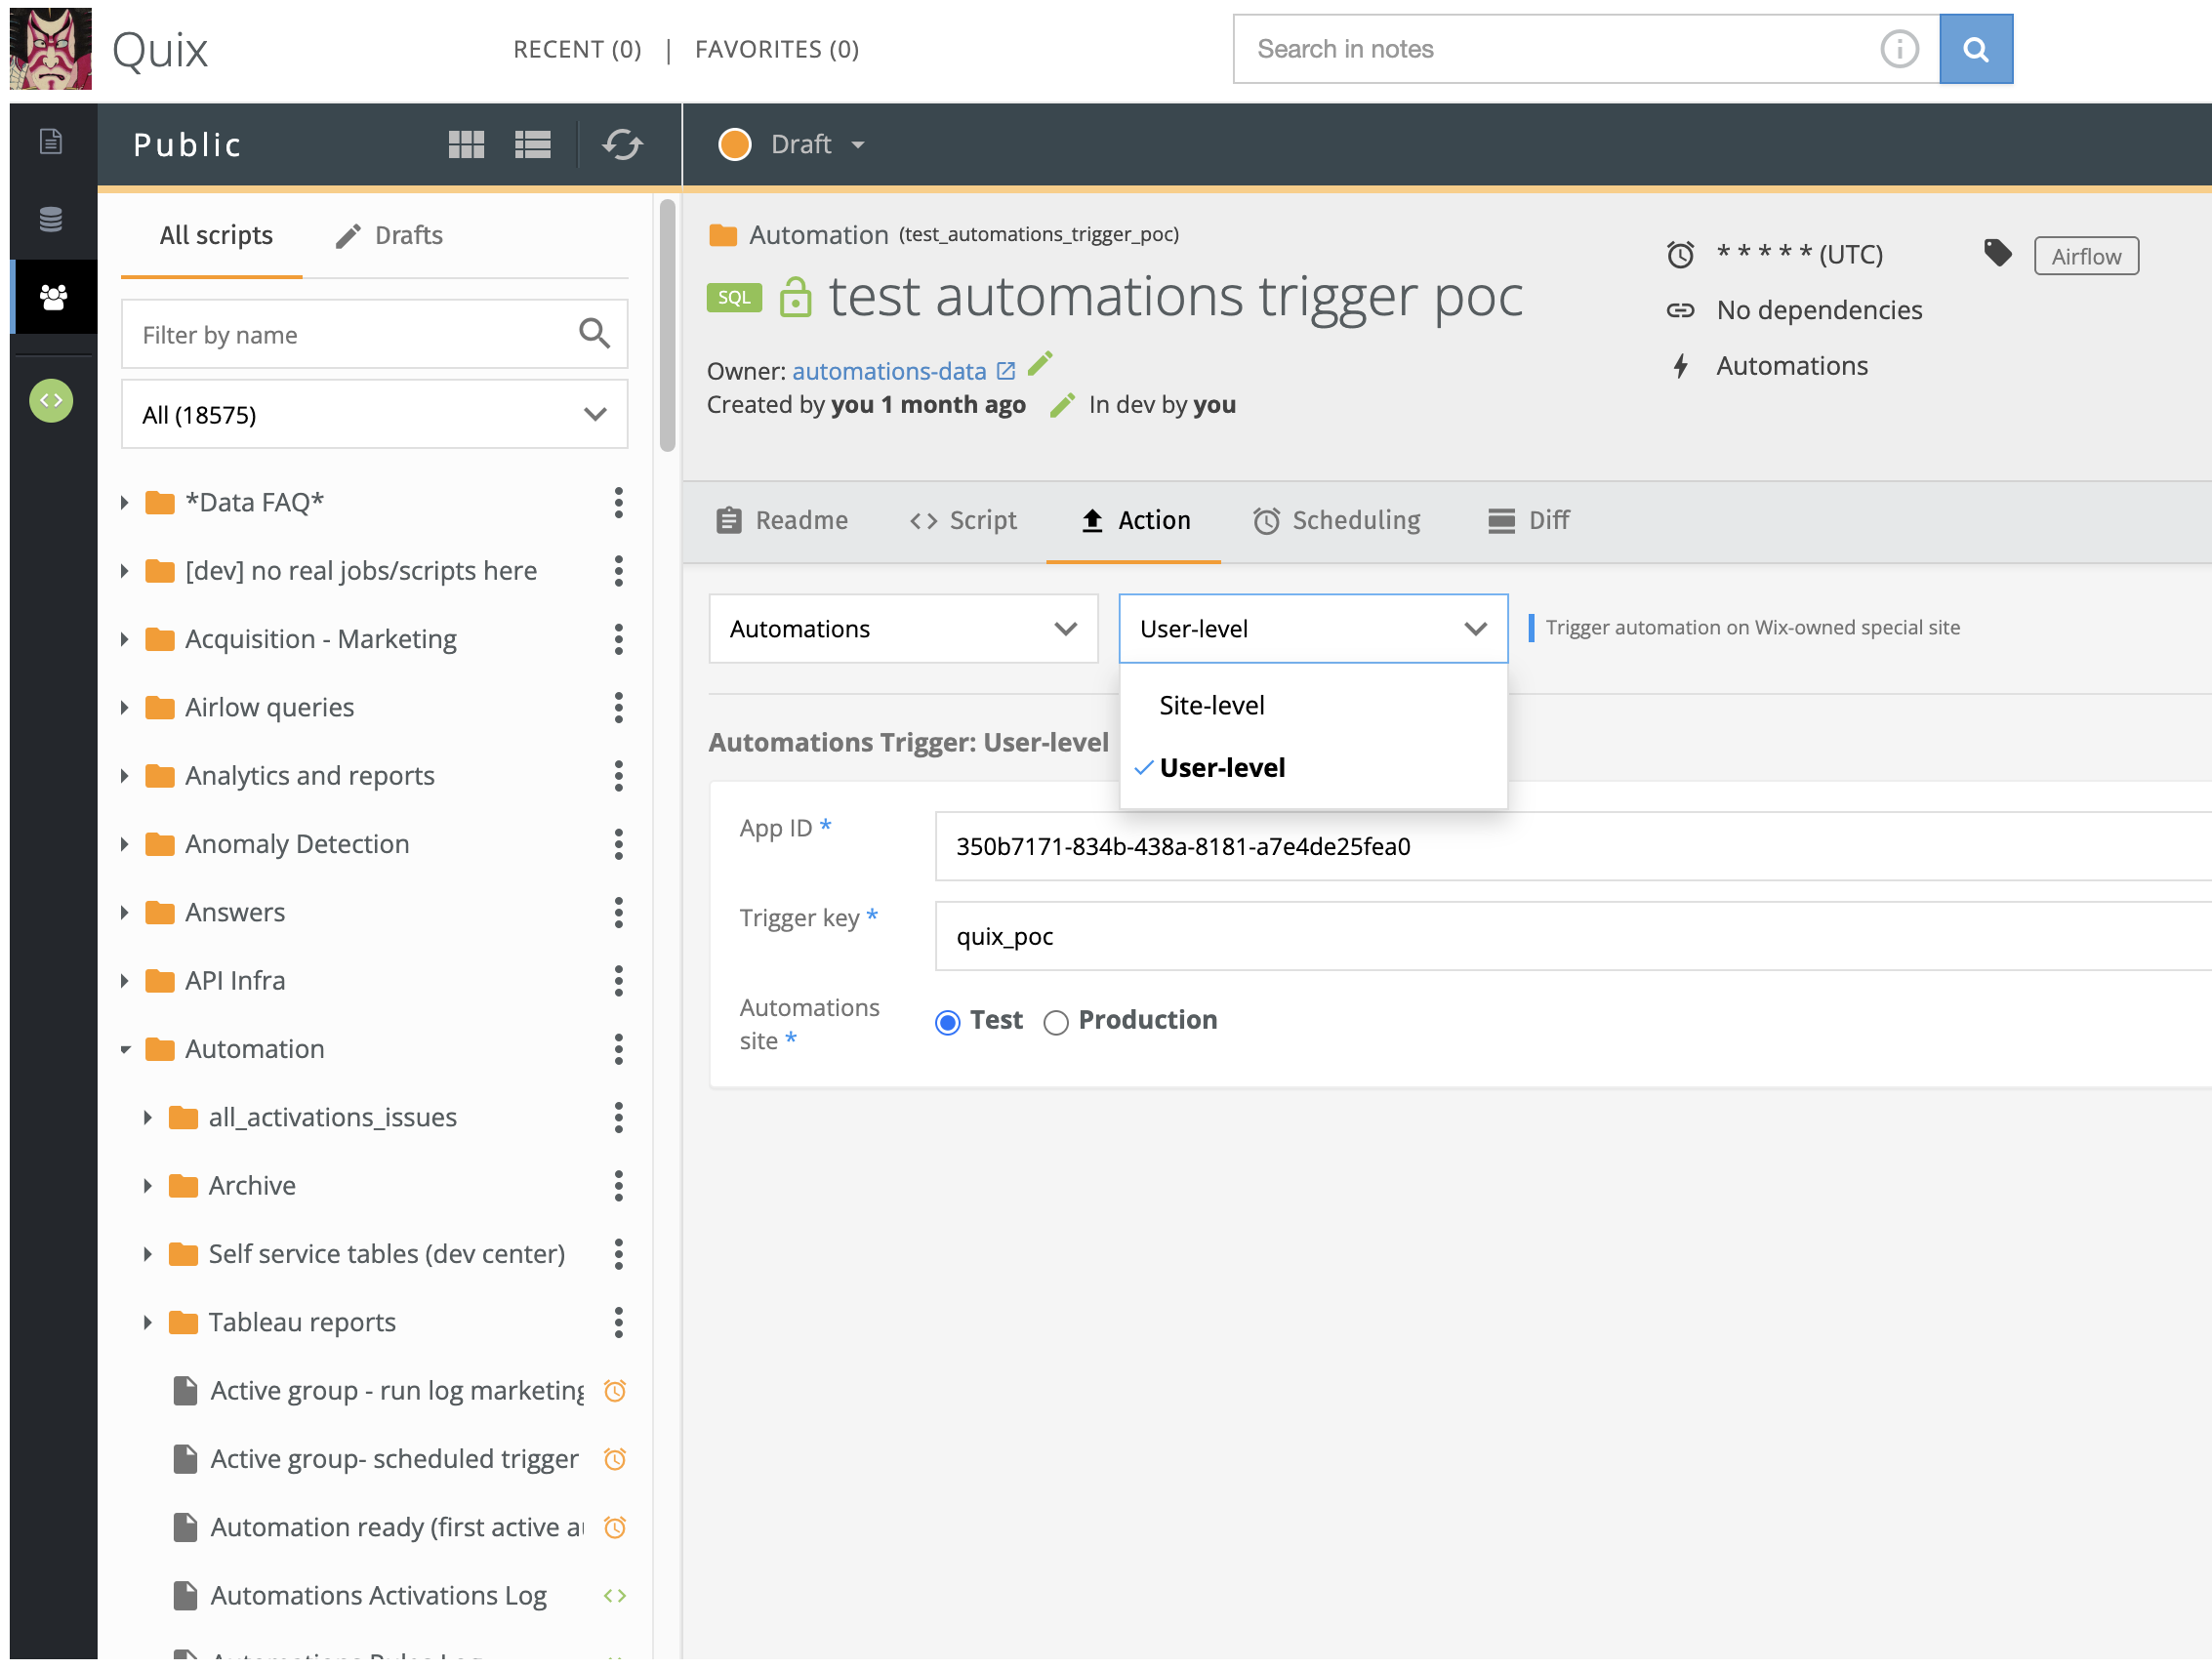 Quix
RECENT (0) | FAVORITES (0)
Search in notes
Public
Draft
All scripts
Drafts
Filter by name
All (18575)
*Data FAQ*
[dev] no real jobs/scripts here
Acquisition - Marketing
Airlow queries
Analytics and reports
Anomaly Detection
Answers
API Infra
Automation
all_activations_issues
Archive
Self service tables (dev center)
Tableau reports
Active group - run log marketing
Active group- scheduled trigger
Automation ready (first active
Automations Activations Log
Automation (test_automations_trigger_poc)
SQL test automations trigger poc
Owner: automations-data
Created by you 1 month ago In dev by you
* * * * * (UTC)
Airflow
No dependencies
Automations
Readme
Script
Action
Scheduling
Diff
Automations
User-level
Trigger automation on Wix-owned special site
Site-level
User-level
Automations Trigger: User-level
App ID *
350b7171-834b-438a-8181-a7e4de25fea0
Trigger key *
quix_poc
Automations
site *
Test Production